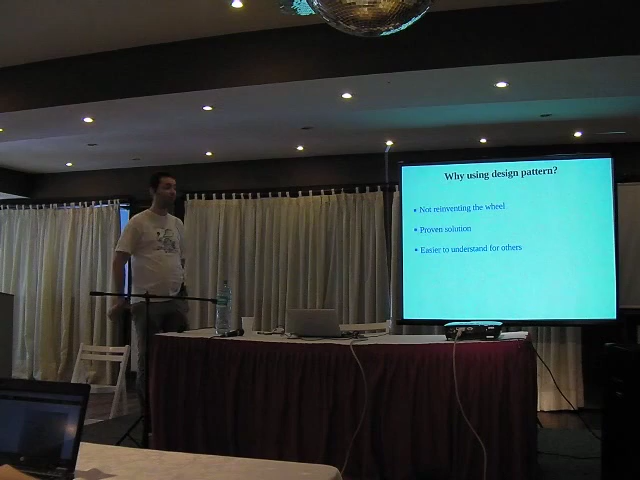 Why using design pattern?
Not reinventing the wheel
Proven solution
Easier to understand for others